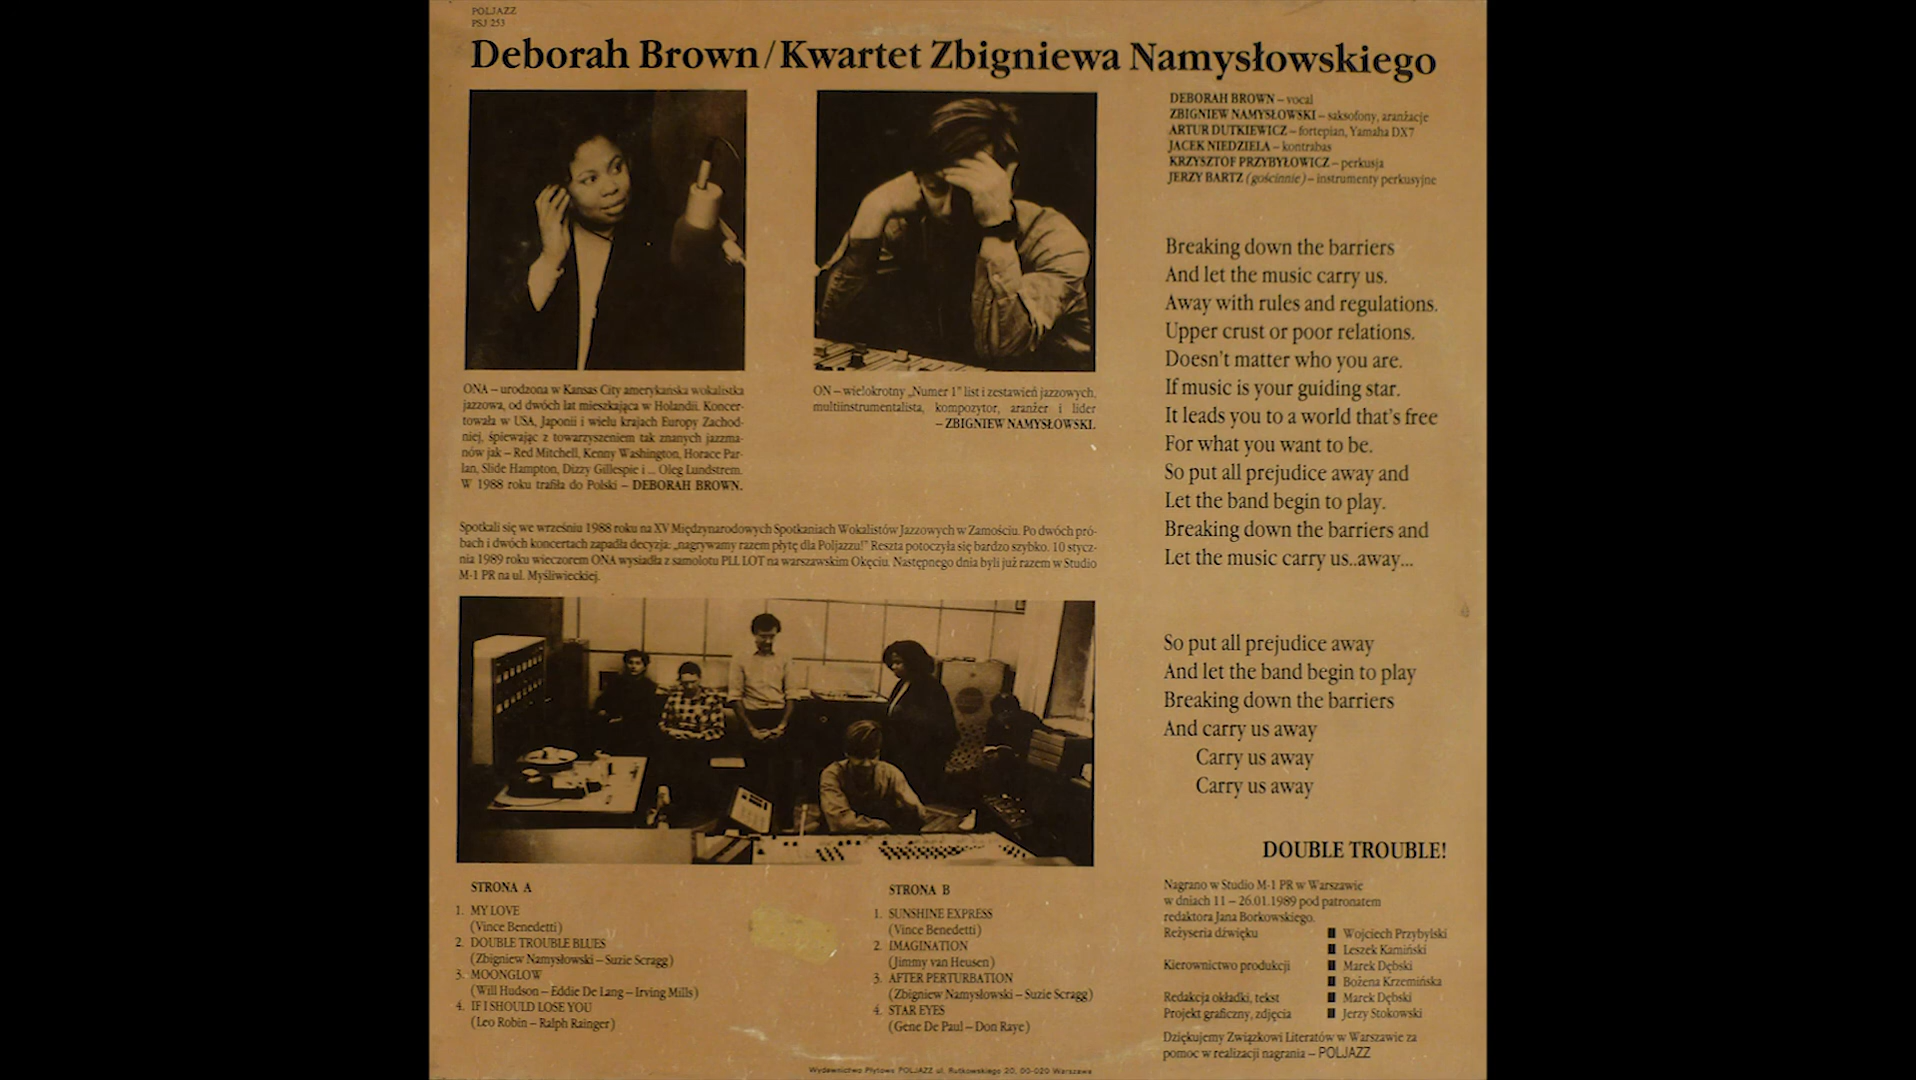 POLJAZZ
PSJ 253
Deborah Brown/Kwartet Zbigniewa Namysłowskiego
DEBORAH BROWN – vocal
ZBIGNIEW NAMYSŁOWSKI – saksofony, aranżacje
ARTUR DUTKIEWICZ – fortepian, Yamaha DX7
JACEK NIEDZIELA – kontrabas
KRZYSZTOF PRZYBYŁOWICZ – perkusja
JERZY BARTZ (gościnnie) – instrumenty perkusyjne
ONA – urodzona w Kansas City amerykańska wokalistka
jazzowa, od dwóch lat mieszkająca w Holandii. Koncer-
towała w USA, Japonii i wielu krajach Europy Zachod-
niej, śpiewając z towarzyszeniem tak znanych jazzma-
nów jak – Red Mitchell, Kenny Washington, Horace Par-
lan, Slide Hampton, Dizzy Gillespie i ... Oleg Lundstrem.
W 1988 roku trafiła do Polski – DEBORAH BROWN.
ON – wielokrotny „Numer 1" list i zestawień jazzowych,
multiinstrumentalista, kompozytor, aranżer i lider
– ZBIGNIEW NAMYSŁOWSKI.
Spotkali się we wrześniu 1988 roku na XV Międzynarodowych Spotkaniach Wokalistów Jazzowych w Zamościu. Po dwóch pró-
bach i dwóch koncertach zapadła decyzja: „nagrywamy razem płytę dla Poljazzu!" Reszta potoczyła się bardzo szybko. 10 stycz-
nia 1989 roku wieczorem ONA wysiadła z samolotu PLL LOT na warszawskim Okęciu. Następnego dnia byli już razem w Studio
M-1 PR na ul. Myśliwieckiej.
Breaking down the barriers
And let the music carry us.
Away with rules and regulations.
Upper crust or poor relations.
Doesn't matter who you are.
If music is your guiding star.
It leads you to a world that's free
For what you want to be.
So put all prejudice away and
Let the band begin to play.
Breaking down the barriers and
Let the music carry us..away...
So put all prejudice away
And let the band begin to play
Breaking down the barriers
And carry us away
Carry us away
Carry us away
DOUBLE TROUBLE!
STRONA A
1. MY LOVE
(Vince Benedetti)
2. DOUBLE TROUBLE BLUES
(Zbigniew Namysłowski – Suzie Scragg)
3. MOONGLOW
(Will Hudson – Eddie De Lang – Irving Mills)
4. IF I SHOULD LOSE YOU
(Leo Robin – Ralph Rainger)
STRONA B
1. SUNSHINE EXPRESS
(Vince Benedetti)
2. IMAGINATION
(Jimmy van Heusen)
3. AFTER PERTURBATION
(Zbigniew Namysłowski – Suzie Scragg)
4. STAR EYES
(Gene De Paul – Don Raye)
Nagrano w Studio M-1 PR w Warszawie
w dniach 11 – 26.01.1989 pod patronatem
redaktora Jana Borkowskiego.
Reżyseria dźwięku Wojciech Przybylski
Leszek Kamiński
Kierownictwo produkcji Marek Dębski
Bożena Krzemińska
Redakcja okładki, tekst Marek Dębski
Projekt graficzny, zdjęcia Jerzy Stokowski
Dziękujemy Związkowi Literatów w Warszawie za
pomoc w realizacji nagrania – POLJAZZ
Wydawnictwo Płytowe POLJAZZ ul. Rutkowskiego 20, 00-020 Warszawa